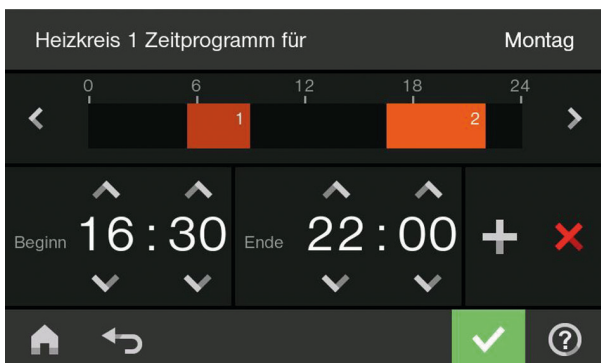 Heizkreis 1 Zeitprogramm für Montag
0 6 12 18 24
1 2
Beginn 16:30 Ende 22:00
?